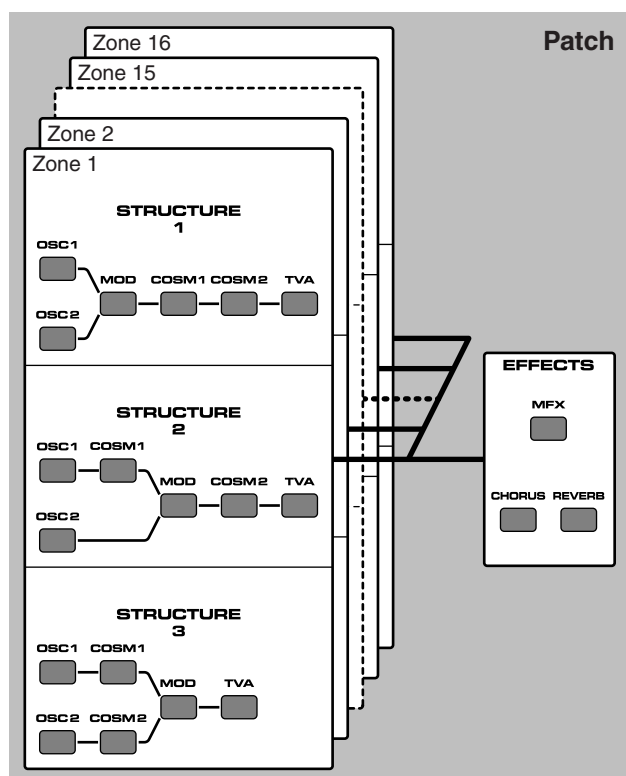 Patch
Zone 16
Zone 15
Zone 2
Zone 1
STRUCTURE
1
OSC1
MOD COSM1 COSM2 TVA
OSC2
STRUCTURE
2
OSC1 COSM1
MOD COSM2 TVA
OSC2
STRUCTURE
3
OSC1 COSM1
MOD TVA
OSC2 COSM2
EFFECTS
MFX
CHORUS REVERB